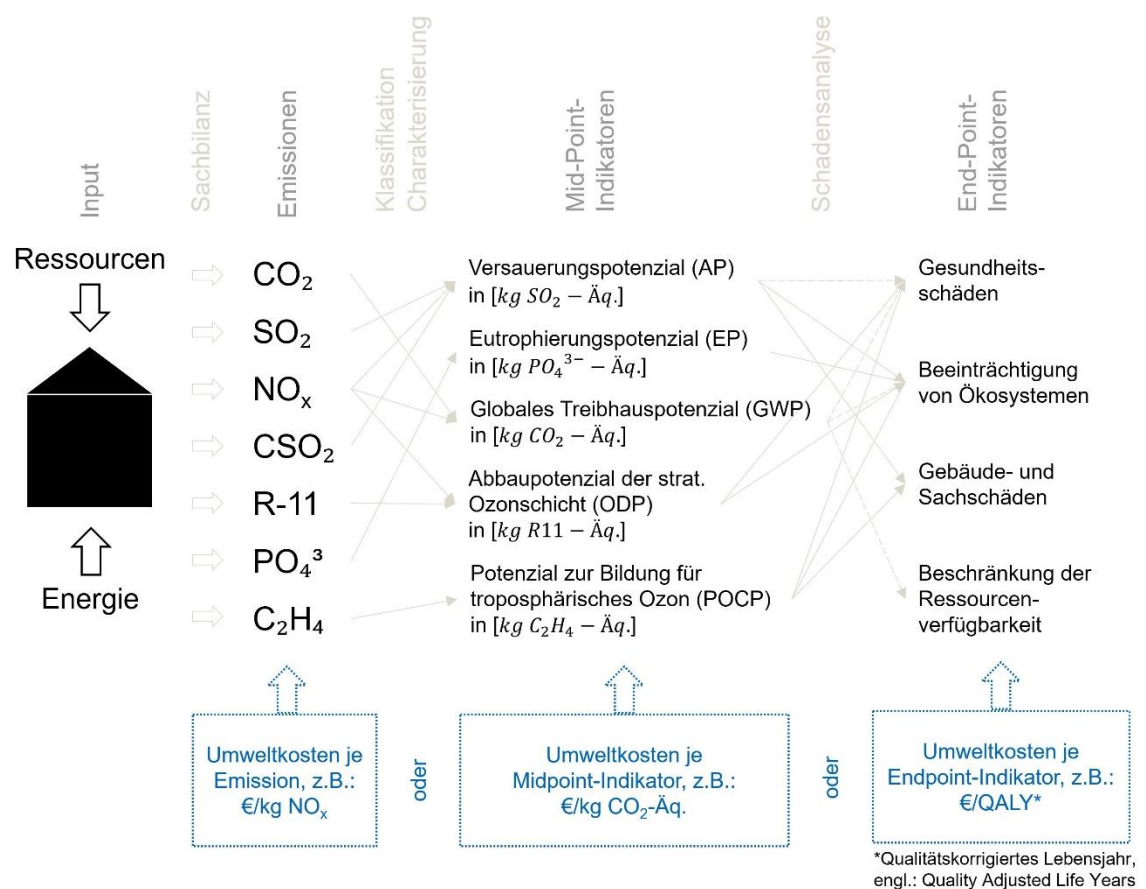 Input
Sachbilanz
Emissionen
Klassifikation
Charakterisierung
Mid-Point-
Indikatoren
Schadensanalyse
End-Point-
Indikatoren
Ressourcen
Energie
CO₂
SO₂
NOₓ
CSO₂
R-11
PO₄³
C₂H₄
Versauerungspotenzial (AP)
in [kg SO₂ − Äq.]
Eutrophierungspotenzial (EP)
in [kg PO₄³⁻ − Äq.]
Globales Treibhauspotenzial (GWP)
in [kg CO₂ − Äq.]
Abbaupotenzial der strat.
Ozonschicht (ODP)
in [kg R11 − Äq.]
Potenzial zur Bildung für
troposphärisches Ozon (POCP)
in [kg C₂H₄ − Äq.]
Gesundheits-
schäden
Beeinträchtigung
von Ökosystemen
Gebäude- und
Sachschäden
Beschränkung der
Ressourcen-
verfügbarkeit
Umweltkosten je
Emission, z.B.:
€/kg NOₓ
oder
Umweltkosten je
Midpoint-Indikator, z.B.:
€/kg CO₂-Äq.
oder
Umweltkosten je
Endpoint-Indikator, z.B.:
€/QALY*
*Qualitätskorrigiertes Lebensjahr,
engl.: Quality Adjusted Life Years